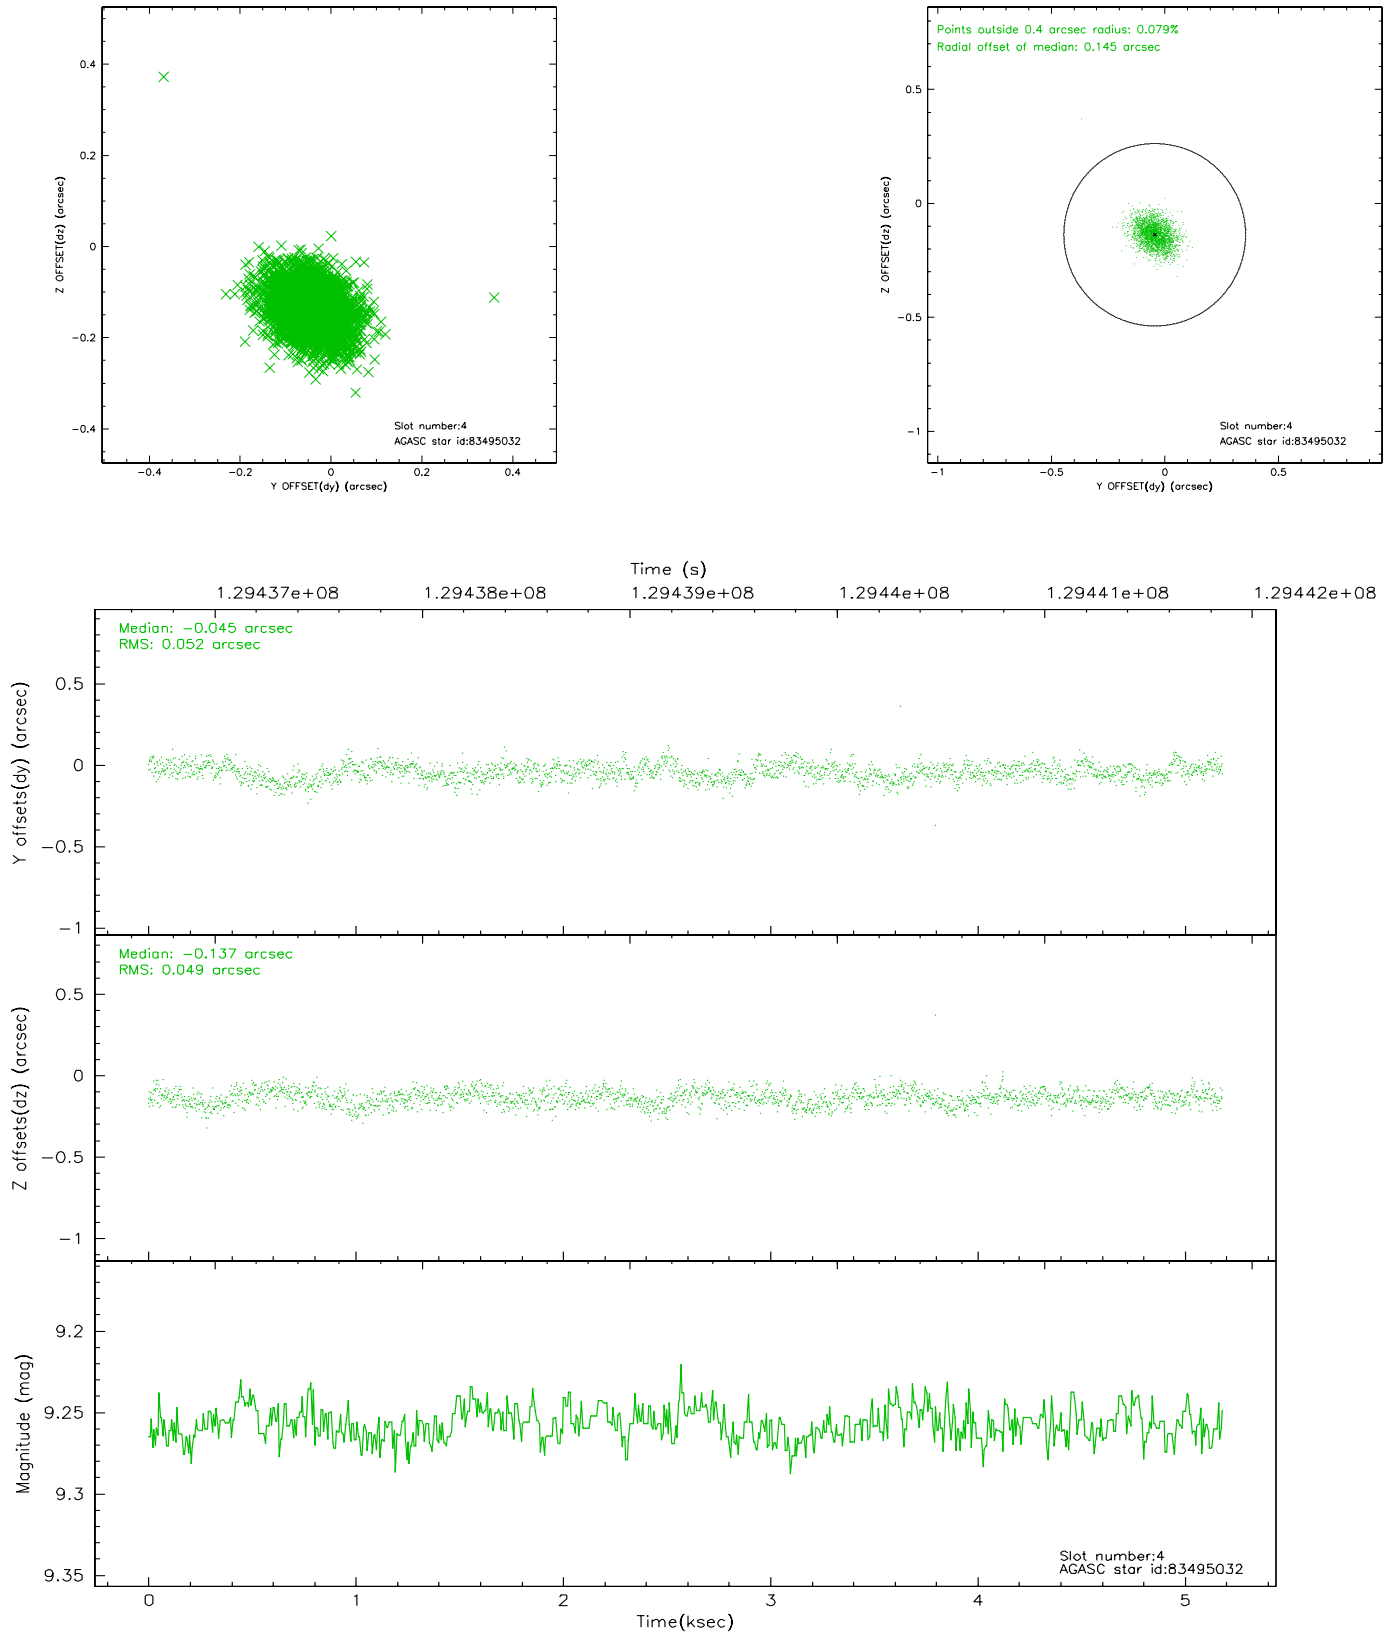 0.4
0.2
0
−0.2
−0.4
Z OFFSET(dz) (arcsec)
−0.4 −0.2 0 0.2 0.4
Y OFFSET(dy) (arcsec)
Slot number:4
AGASC star id:83495032
Points outside 0.4 arcsec radius: 0.079%
Radial offset of median: 0.145 arcsec
0.5
0
−0.5
−1
Z OFFSET(dz) (arcsec)
Slot number:4
AGASC star id:83495032
−1 −0.5 0 0.5
Y OFFSET(dy) (arcsec)
Time (s)
1.29437e+08 1.29438e+08 1.29439e+08 1.2944e+08 1.29441e+08 1.29442e+08
Median: −0.045 arcsec
RMS: 0.052 arcsec
0.5
0
−0.5
−1
Y offsets(dy) (arcsec)
Median: −0.137 arcsec
RMS: 0.049 arcsec
0.5
0
−0.5
−1
Z offsets(dz) (arcsec)
9.2
9.25
9.3
9.35
Magnitude (mag)
Slot number:4
AGASC star id:83495032
0 1 2 3 4 5
Time(ksec)